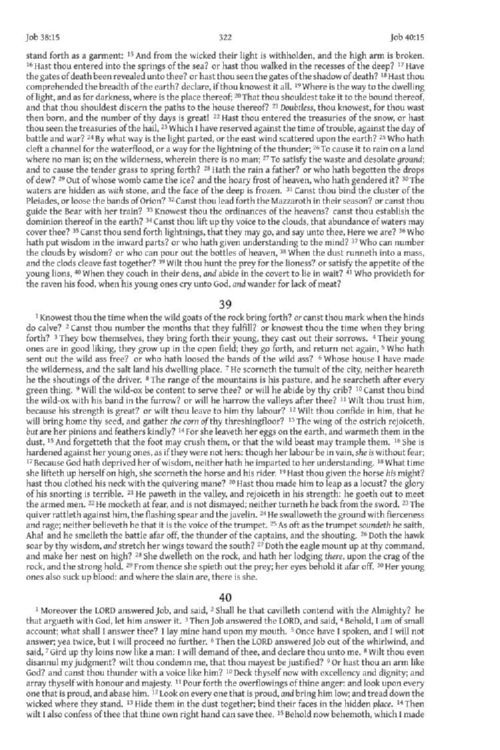 Job 38:15 322 Job 40:15
stand forth as a garment: 15 And from the wicked their light is withholden, and the high arm is broken.
16 Hast thou entered into the springs of the sea? or hast thou walked in the recesses of the deep? 17 Have
the gates of death been revealed unto thee? or hast thou seen the gates of the shadow of death? 18 Hast thou
comprehended the breadth of the earth? declare, if thou knowest it all. 19 Where is the way to the dwelling
of light, and as for darkness, where is the place thereof; 20 That thou shouldest take it to the bound thereof,
and that thou shouldest discern the paths to the house thereof? 21 Doubtless, thou knowest, for thou wast
then born, and the number of thy days is great! 22 Hast thou entered the treasuries of the snow, or hast
thou seen the treasuries of the hail, 23 Which I have reserved against the time of trouble, against the day of
battle and war? 24 By what way is the light parted, or the east wind scattered upon the earth? 25 Who hath
cleft a channel for the waterflood, or a way for the lightning of the thunder; 26 To cause it to rain on a land
where no man is; on the wilderness, wherein there is no man; 27 To satisfy the waste and desolate ground;
and to cause the tender grass to spring forth? 28 Hath the rain a father? or who hath begotten the drops
of dew? 29 Out of whose womb came the ice? and the hoary frost of heaven, who hath gendered it? 30 The
waters are hidden as with stone, and the face of the deep is frozen. 31 Canst thou bind the cluster of the
Pleiades, or loose the bands of Orion? 32 Canst thou lead forth the Mazzaroth in their season? or canst thou
guide the Bear with her train? 33 Knowest thou the ordinances of the heavens? canst thou establish the
dominion thereof in the earth? 34 Canst thou lift up thy voice to the clouds, that abundance of waters may
cover thee? 35 Canst thou send forth lightnings, that they may go, and say unto thee, Here we are? 36 Who
hath put wisdom in the inward parts? or who hath given understanding to the mind? 37 Who can number
the clouds by wisdom? or who can pour out the bottles of heaven, 38 When the dust runneth into a mass,
and the clods cleave fast together? 39 Wilt thou hunt the prey for the lioness? or satisfy the appetite of the
young lions, 40 When they couch in their dens, and abide in the covert to lie in wait? 41 Who provideth for
the raven his food, when his young ones cry unto God, and wander for lack of meat?
39
1 Knowest thou the time when the wild goats of the rock bring forth? or canst thou mark when the hinds
do calve? 2 Canst thou number the months that they fulfill? or knowest thou the time when they bring
forth? 3 They bow themselves, they bring forth their young, they cast out their sorrows. 4 Their young
ones are in good liking, they grow up in the open field; they go forth, and return not again. 5 Who hath
sent out the wild ass free? or who hath loosed the bands of the wild ass? 6 Whose house I have made
the wilderness, and the salt land his dwelling place. 7 He scorneth the tumult of the city, neither heareth
he the shoutings of the driver. 8 The range of the mountains is his pasture, and he searcheth after every
green thing. 9 Will the wild-ox be content to serve thee? or will he abide by thy crib? 10 Canst thou bind
the wild-ox with his band in the furrow? or will he harrow the valleys after thee? 11 Wilt thou trust him,
because his strength is great? or wilt thou leave to him thy labour? 12 Wilt thou confide in him, that he
will bring home thy seed, and gather the corn of thy threshingfloor? 13 The wing of the ostrich rejoiceth,
but are her pinions and feathers kindly? 14 For she leaveth her eggs on the earth, and warmeth them in the
dust, 15 And forgetteth that the foot may crush them, or that the wild beast may trample them. 16 She is
hardened against her young ones, as if they were not hers: though her labour be in vain, she is without fear;
17 Because God hath deprived her of wisdom, neither hath he imparted to her understanding. 18 What time
she lifteth up herself on high, she scorneth the horse and his rider. 19 Hast thou given the horse his might?
hast thou clothed his neck with the quivering mane? 20 Hast thou made him to leap as a locust? the glory
of his snorting is terrible. 21 He paweth in the valley, and rejoiceth in his strength: he goeth out to meet
the armed men. 22 He mocketh at fear, and is not dismayed; neither turneth he back from the sword. 23 The
quiver rattleth against him, the flashing spear and the javelin. 24 He swalloweth the ground with fierceness
and rage; neither believeth he that it is the voice of the trumpet. 25 As oft as the trumpet soundeth he saith,
Aha! and he smelleth the battle afar off, the thunder of the captains, and the shouting. 26 Doth the hawk
soar by thy wisdom, and stretch her wings toward the south? 27 Doth the eagle mount up at thy command,
and make her nest on high? 28 She dwelleth on the rock, and hath her lodging there, upon the crag of the
rock, and the strong hold. 29 From thence she spieth out the prey; her eyes behold it afar off. 30 Her young
ones also suck up blood: and where the slain are, there is she.
40
1 Moreover the LORD answered Job, and said, 2 Shall he that cavilleth contend with the Almighty? he
that argueth with God, let him answer it. 3 Then Job answered the LORD, and said, 4 Behold, I am of small
account; what shall I answer thee? I lay mine hand upon my mouth. 5 Once have I spoken, and I will not
answer; yea twice, but I will proceed no further. 6 Then the LORD answered Job out of the whirlwind, and
said, 7 Gird up thy loins now like a man: I will demand of thee, and declare thou unto me. 8 Wilt thou even
disannul my judgment? wilt thou condemn me, that thou mayest be justified? 9 Or hast thou an arm like
God? and canst thou thunder with a voice like him? 10 Deck thyself now with excellency and dignity; and
array thyself with honour and majesty. 11 Pour forth the overflowings of thine anger: and look upon every
one that is proud, and abase him. 12 Look on every one that is proud, and bring him low; and tread down the
wicked where they stand. 13 Hide them in the dust together; bind their faces in the hidden place. 14 Then
will I also confess of thee that thine own right hand can save thee. 15 Behold now behemoth, which I made